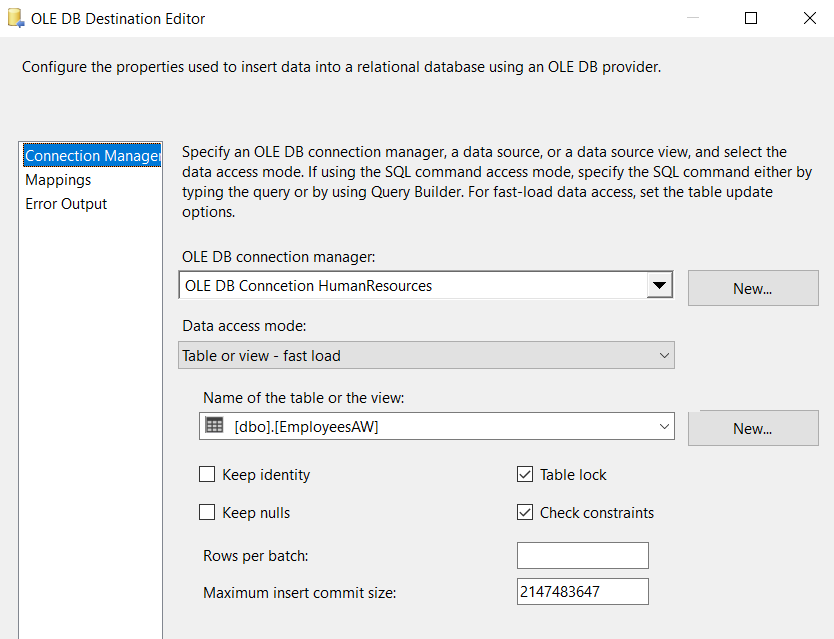 OLE DB Destination Editor
Configure the properties used to insert data into a relational database using an OLE DB provider.
Connection Manager
Mappings
Error Output
Specify an OLE DB connection manager, a data source, or a data source view, and select the
data access mode. If using the SQL command access mode, specify the SQL command either by
typing the query or by using Query Builder. For fast-load data access, set the table update
options.
OLE DB connection manager:
OLE DB Conncetion HumanResources
New...
Data access mode:
Table or view - fast load
Name of the table or the view:
[dbo].[EmployeesAW]
New...
Keep identity
Table lock
Keep nulls
Check constraints
Rows per batch:
Maximum insert commit size:
2147483647